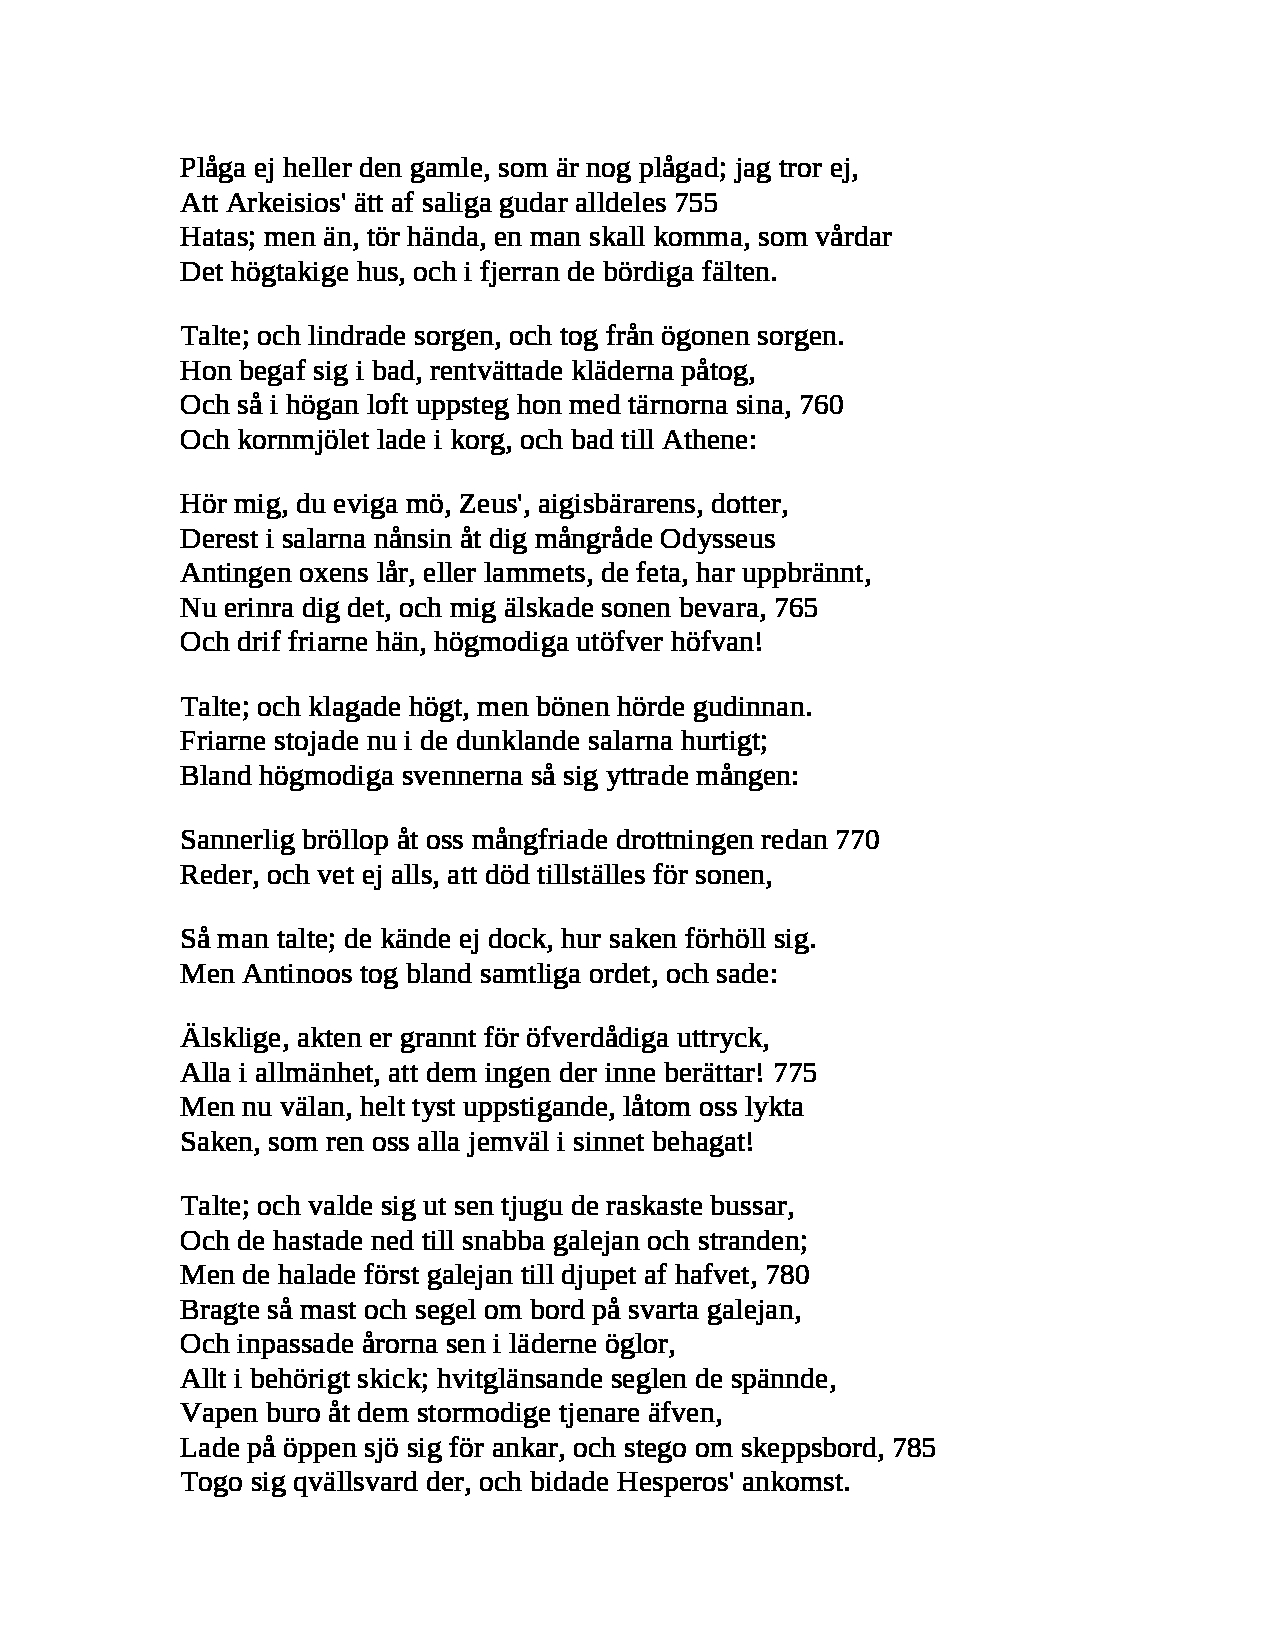 Plåga ej heller den gamle, som är nog plågad; jag tror ej,
Att Arkeisios' ätt af saliga gudar alldeles 755
Hatas; men än, tör hända, en man skall komma, som vårdar
Det högtakige hus, och i fjerran de bördiga fälten.
Talte; och lindrade sorgen, och tog från ögonen sorgen.
Hon begaf sig i bad, rentvättade kläderna påtog,
Och så i högan loft uppsteg hon med tärnorna sina, 760
Och kornmjölet lade i korg, och bad till Athene:
Hör mig, du eviga mö, Zeus', aigisbärarens, dotter,
Derest i salarna nånsin åt dig mångråde Odysseus
Antingen oxens lår, eller lammets, de feta, har uppbrännt,
Nu erinra dig det, och mig älskade sonen bevara, 765
Och drif friarne hän, högmodiga utöfver höfvan!
Talte; och klagade högt, men bönen hörde gudinnan.
Friarne stojade nu i de dunklande salarna hurtigt;
Bland högmodiga svennerna så sig yttrade mången:
Sannerlig bröllop åt oss mångfriade drottningen redan 770
Reder, och vet ej alls, att död tillställes för sonen,
Så man talte; de kände ej dock, hur saken förhöll sig.
Men Antinoos tog bland samtliga ordet, och sade:
Älsklige, akten er grannt för öfverdådiga uttryck,
Alla i allmänhet, att dem ingen der inne berättar! 775
Men nu välan, helt tyst uppstigande, låtom oss lykta
Saken, som ren oss alla jemväl i sinnet behagat!
Talte; och valde sig ut sen tjugu de raskaste bussar,
Och de hastade ned till snabba galejan och stranden;
Men de halade först galejan till djupet af hafvet, 780
Bragte så mast och segel om bord på svarta galejan,
Och inpassade årorna sen i läderne öglor,
Allt i behörigt skick; hvitglänsande seglen de spännde,
Vapen buro åt dem stormodige tjenare äfven,
Lade på öppen sjö sig för ankar, och stego om skeppsbord, 785
Togo sig qvällsvard der, och bidade Hesperos' ankomst.